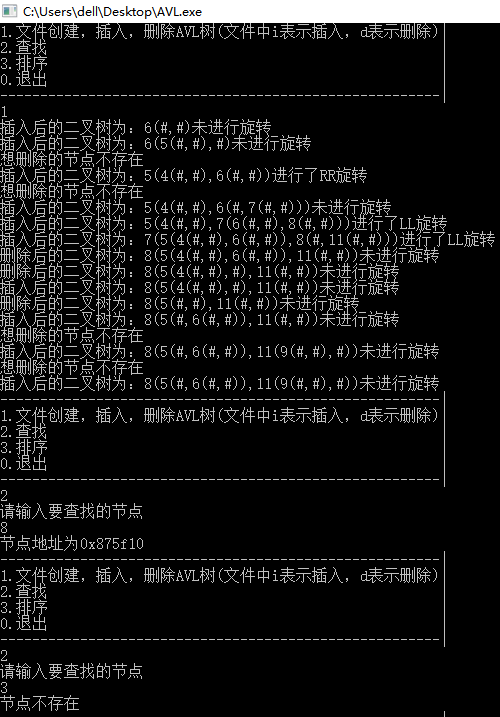 C:\Users\dell\Desktop\AVL.exe
1.文件创建，插入，删除AVL树(文件中i表示插入，d表示删除)
2.查找
3.排序
0.退出
-------------------------------------------------------
1
插入后的二叉树为：6(#,#)未进行旋转
插入后的二叉树为：6(5(#,#),#)未进行旋转
想删除的节点不存在
插入后的二叉树为：5(4(#,#),6(#,#))进行了RR旋转
想删除的节点不存在
插入后的二叉树为：5(4(#,#),6(#,7(#,#)))未进行旋转
插入后的二叉树为：5(4(#,#),7(6(#,#),8(#,#)))进行了LL旋转
插入后的二叉树为：7(5(4(#,#),6(#,#)),8(#,11(#,#)))进行了LL旋转
删除后的二叉树为：8(5(4(#,#),6(#,#)),11(#,#))未进行旋转
删除后的二叉树为：8(5(4(#,#),#),11(#,#))未进行旋转
插入后的二叉树为：8(5(4(#,#),#),11(#,#))未进行旋转
删除后的二叉树为：8(5(#,#),11(#,#))未进行旋转
插入后的二叉树为：8(5(#,6(#,#)),11(#,#))未进行旋转
想删除的节点不存在
插入后的二叉树为：8(5(#,6(#,#)),11(9(#,#),#))未进行旋转
想删除的节点不存在
插入后的二叉树为：8(5(#,6(#,#)),11(9(#,#),#))未进行旋转
-------------------------------------------------------
1.文件创建，插入，删除AVL树(文件中i表示插入，d表示删除)
2.查找
3.排序
0.退出
-------------------------------------------------------
2
请输入要查找的节点
8
节点地址为0x875f10
-------------------------------------------------------
1.文件创建，插入，删除AVL树(文件中i表示插入，d表示删除)
2.查找
3.排序
0.退出
-------------------------------------------------------
2
请输入要查找的节点
3
节点不存在
-------------------------------------------------------